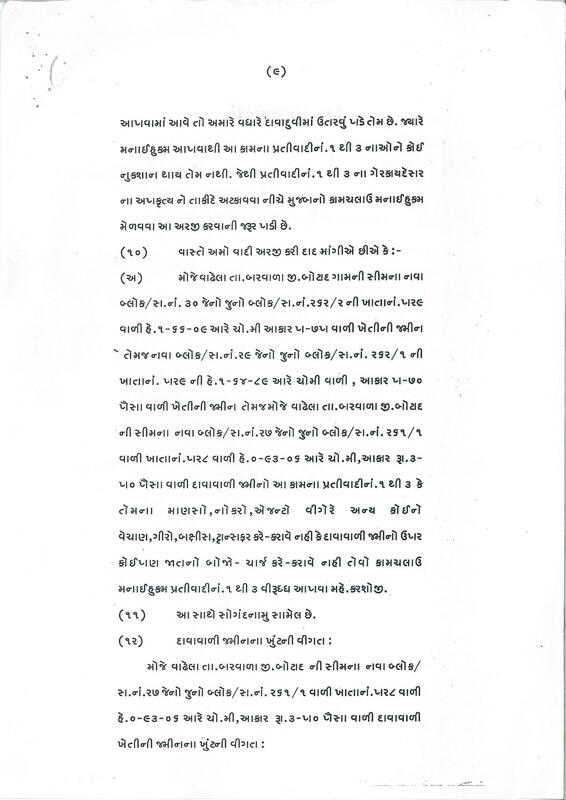 (૯)
આપવામાં આવે તો અમારે વધારે દાવાદુવીમાં ઉતરવું પડે તેમ છે. જ્યારે
મનાઈહુકમ આપવાથી આ કામના પ્રતીવાદીનં.૧ થી ૩ નાઓને કોઈ
નુકશાન થાય તેમ નથી. જેથી પ્રતીવાદીનં.૧ થી ૩ ના ગેરકાયદેસર
ના અપકૃત્ય ને તાકીદે અટકાવવા નીચે મુજબનો કામચલાઉ મનાઈહુકમ
મેળવવા આ અરજી કરવાની જરૂર પડી છે.
(૧૦) વાસ્તે અમો વાદી અરજી કરી દાદ માંગીએ છીએ કે :-
(અ) મોજે વાઢેલા તા.બરવાળા જી.બોટાદ ગામની સીમના નવા
બ્લોક/સ.નં. ૩૦ જેનો જુનો બ્લોક/સ.નં.૨૬૨/૨ ની ખાતાનં.૫૨૯
વાળી હે.૧-૬૬-૦૯ આરે ચો.મી આકાર ૫-૭૫ વાળી ખેતીની જમીન
તેમજ નવા બ્લોક/સ.નં.૨૯ જેનો જુનો બ્લોક/સ.નં. ૨૬૨/૧ ની
ખાતાનં. ૫૨૯ ની હે.૧-૬૪-૮૯ આરે ચોમી વાળી , આકાર ૫-૭૦
પૈસા વાળી ખેતીની જમીન તેમજમોજે વાઢેલા તા.બરવાળા જી.બોટાદ
ની સીમના નવા બ્લોક/સ.નં.૨૭ જેનો જુનો બ્લોક/સ.નં. ૨૬૧/૧
વાળી ખાતાનં.૫૨૮ વાળી હે.૦-૯૩-૦૬ આરે ચો.મી,આકાર રૂા.૩-
૫૦ પૈસા વાળી દાવાવાળી જમીનો આ કામના પ્રતીવાદીનં.૧ થી ૩ કે
તેમના માણસો,નોકરો,એજન્ટો વીગેરે અન્ય કોઈને
વેચાણ,ગીરો,બક્ષીસ,ટ્રાન્સફર કરે-કરાવે નહી કે દાવાવાળી જમીનો ઉપર
કોઈપણ જાતનો બોજો- ચાર્જ કરે-કરાવે નહી તેવો કામચલાઉ
મનાઈહુકમ પ્રતીવાદીનં.૧ થી ૩ વીરૂધ્ધ આપવા મહે.કરશોજી.
(૧૧) આ સાથે સોગંદનામુ સામેલ છે.
(૧૨) દાવાવાળી જમીનના ખુંટની વીગત :
મોજે વાઢેલા તા.બરવાળા જી.બોટાદ ની સીમના નવા બ્લોક/
સ.નં.૨૭ જેનો જુનો બ્લોક/સ.નં. ૨૬૧/૧ વાળી ખાતાનં.૫૨૮ વાળી
હે.૦-૯૩-૦૬ આરે ચો.મી,આકાર રૂા.૩-૫૦ પૈસા વાળી દાવાવાળી
ખેતીની જમીનના ખુંટની વીગત :